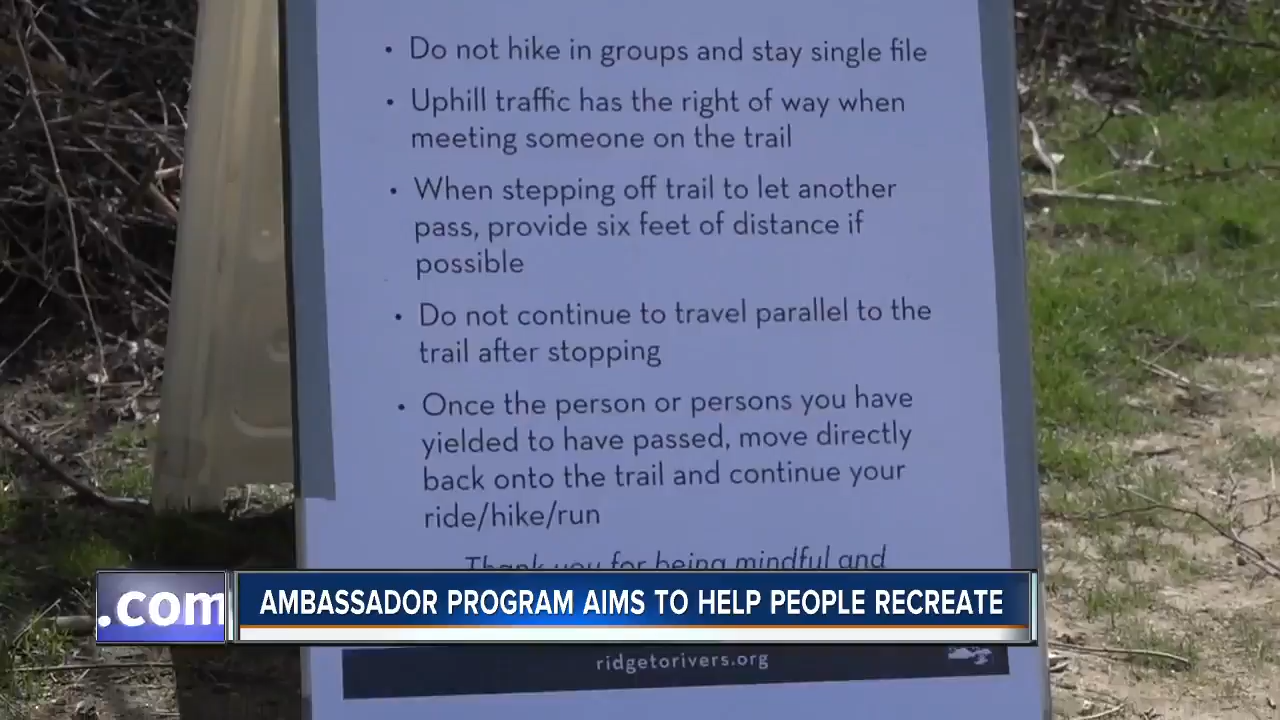 • Do not hike in groups and stay single file
• Uphill traffic has the right of way when
meeting someone on the trail
• When stepping off trail to let another
pass, provide six feet of distance if
possible
• Do not continue to travel parallel to the
trail after stopping
• Once the person or persons you have
yielded to have passed, move directly
back onto the trail and continue your
ride/hike/run
Thank you for being mindful and
.com
AMBASSADOR PROGRAM AIMS TO HELP PEOPLE RECREATE
ridgetorivers.org